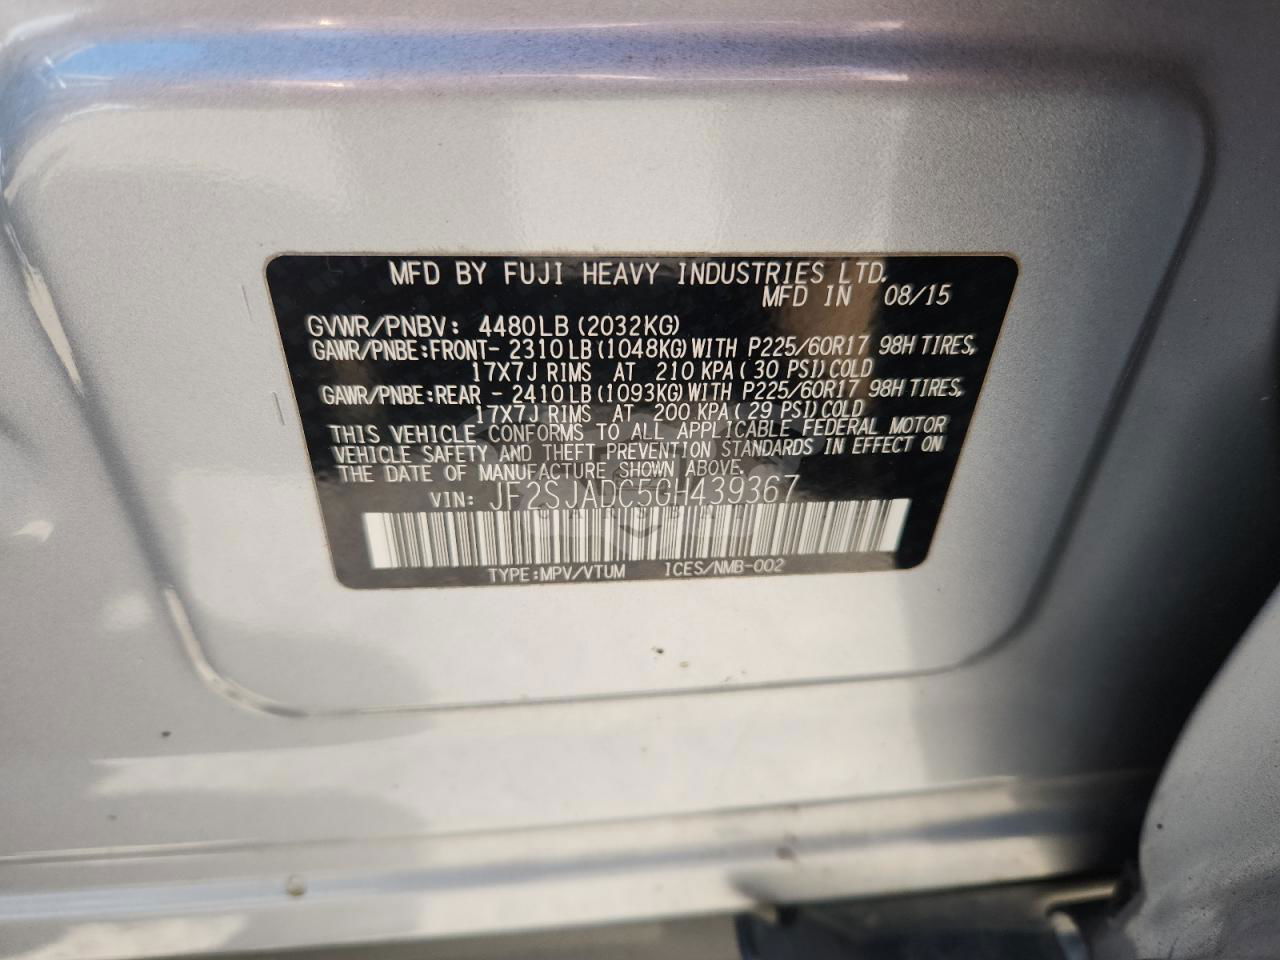 MFD BY FUJI HEAVY INDUSTRIES LTD.
MFD IN 08/15
GVWR/PNBV: 4480LB (2032KG)
GAWR/PNBE:FRONT- 2310LB (1048KG) WITH P225/60R17 98H TIRES,
17X7J RIMS AT 210 KPA ( 30 PSI) COLD
GAWR/PNBE:REAR - 2410LB (1093KG) WITH P225/60R17 98H TIRES,
17X7J RIMS AT 200 KPA ( 29 PSI) COLD
THIS VEHICLE CONFORMS TO ALL APPLICABLE FEDERAL MOTOR
VEHICLE SAFETY AND THEFT PREVENTION STANDARDS IN EFFECT ON
THE DATE OF MANUFACTURE SHOWN ABOVE.
VIN: JF2SJADC5GH439367
TYPE:MPV/VTUM ICES/NMB-002